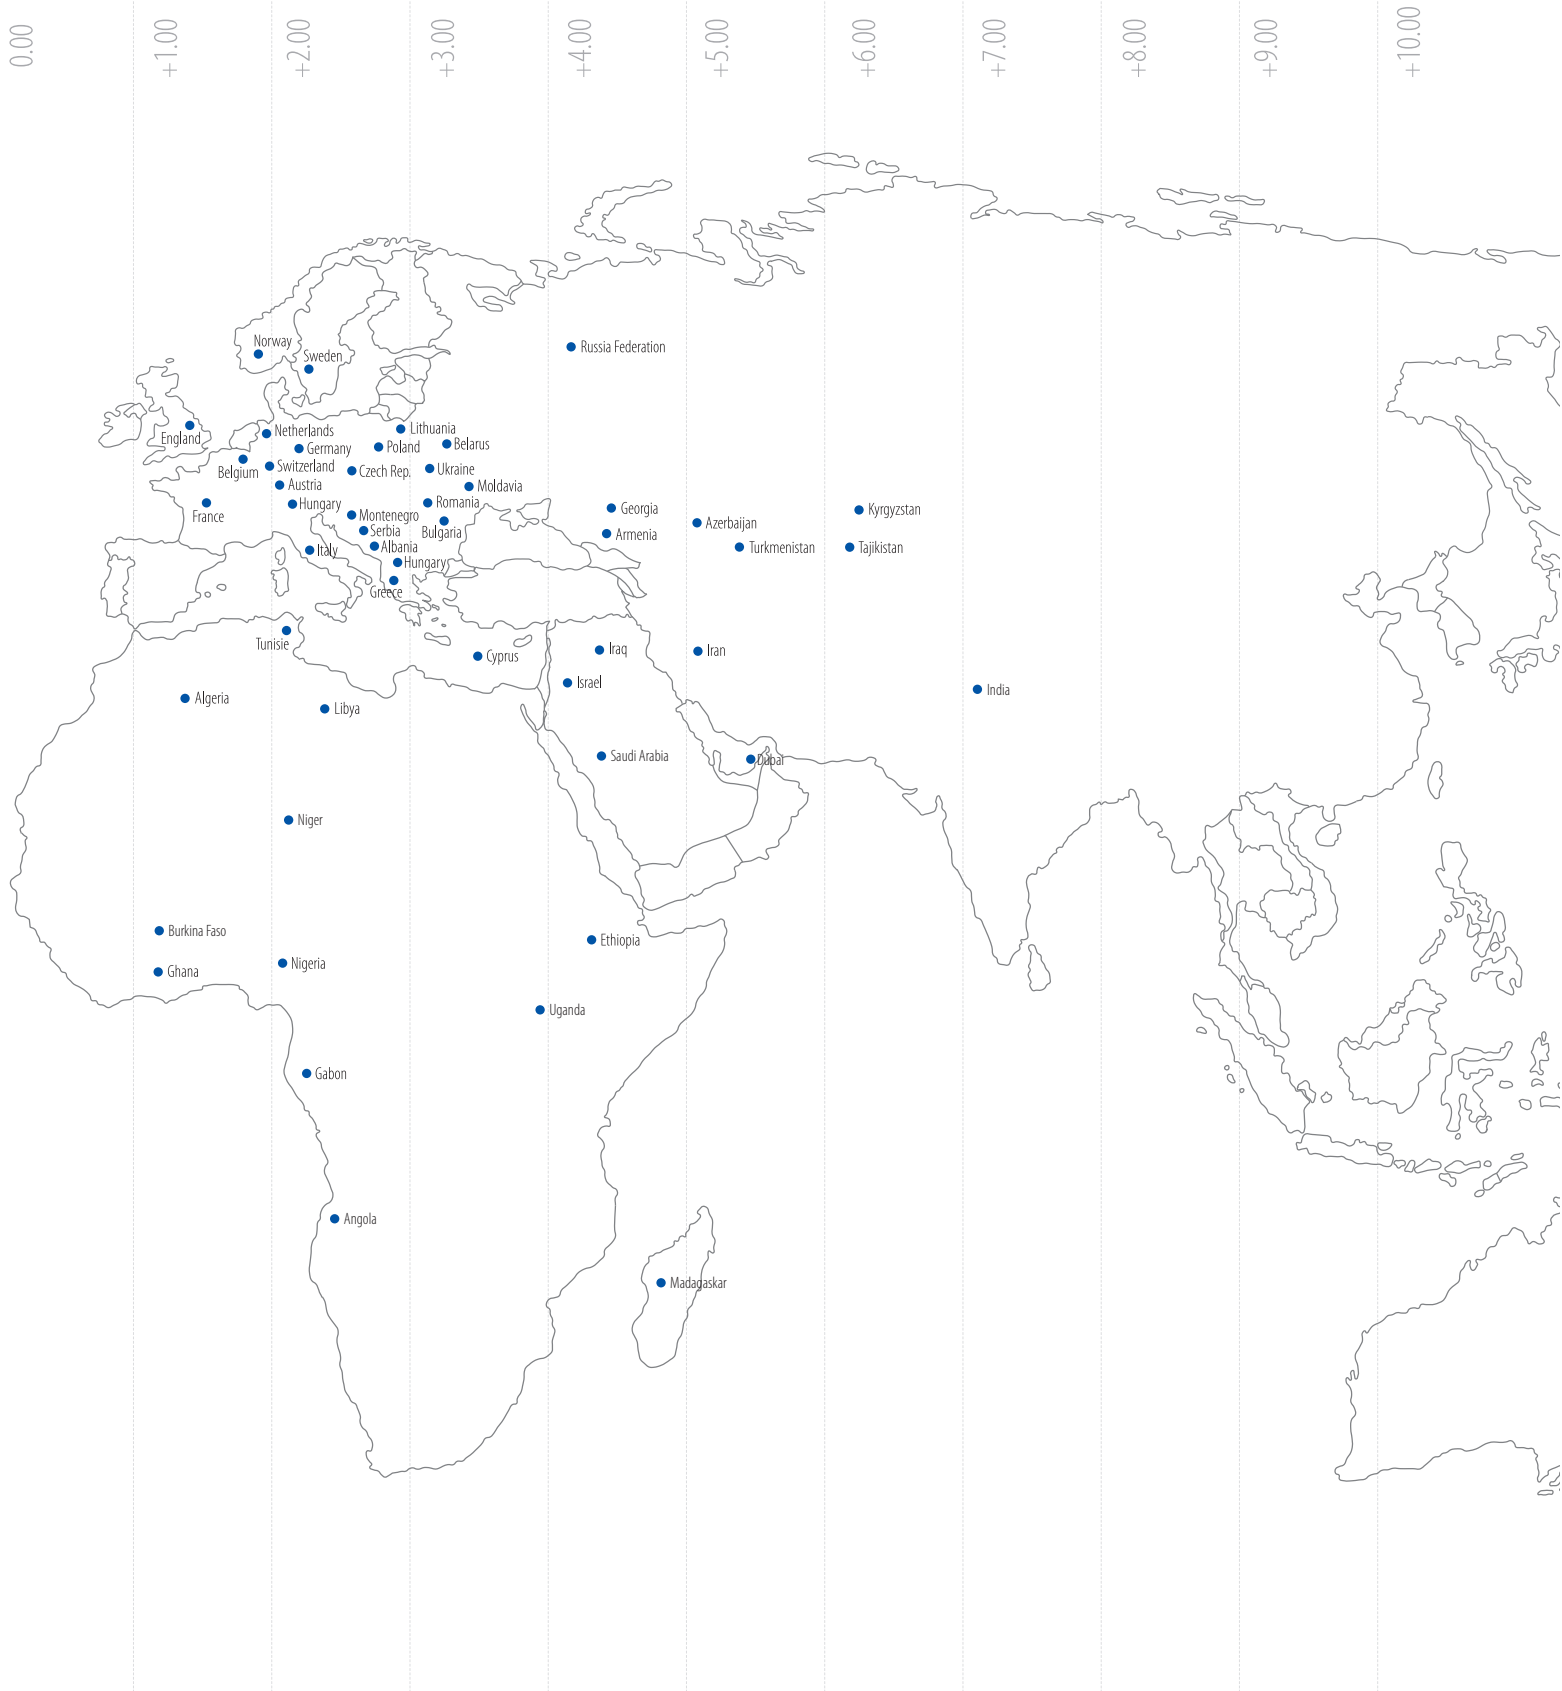 0.00
+1.00
+2.00
+3.00
+4.00
+5.00
+6.00
+7.00
+8.00
+9.00
+10.00
Norway
Sweden
Russia Federation
England
Netherlands
Lithuania
Germany
Poland
Belarus
Belgium
Switzerland
Czech Rep.
Ukraine
Austria
Moldavia
France
Hungary
Romania
Montenegro
Bulgaria
Serbia
Italy
Albania
Hungary
Greece
Georgia
Armenia
Azerbaijan
Kyrgyzstan
Turkmenistan
Tajikistan
Tunisie
Cyprus
Iraq
Iran
Israel
India
Algeria
Libya
Saudi Arabia
Dubai
Niger
Burkina Faso
Ethiopia
Ghana
Nigeria
Uganda
Gabon
Angola
Madagaskar